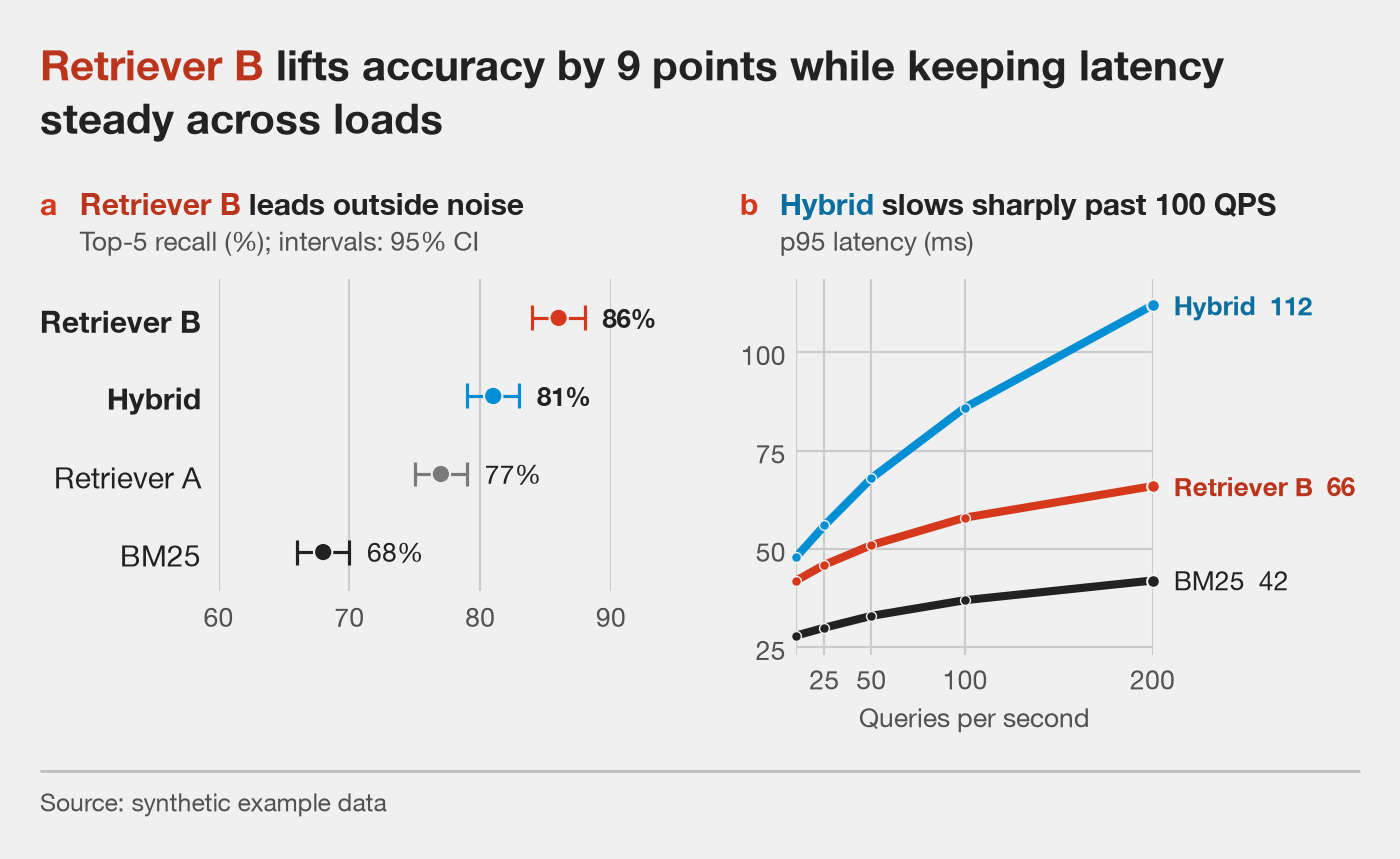 Retriever B lifts accuracy by 9 points while keeping latency
steady across loads
a Retriever B leads outside noise
Top-5 recall (%); intervals: 95% CI
Retriever B 86%
Hybrid 81%
Retriever A 77%
BM25 68%
60 70 80 90
b Hybrid slows sharply past 100 QPS
p95 latency (ms)
Hybrid 112
100
75
Retriever B 66
50
BM25 42
25
25 50 100 200
Queries per second
Source: synthetic example data